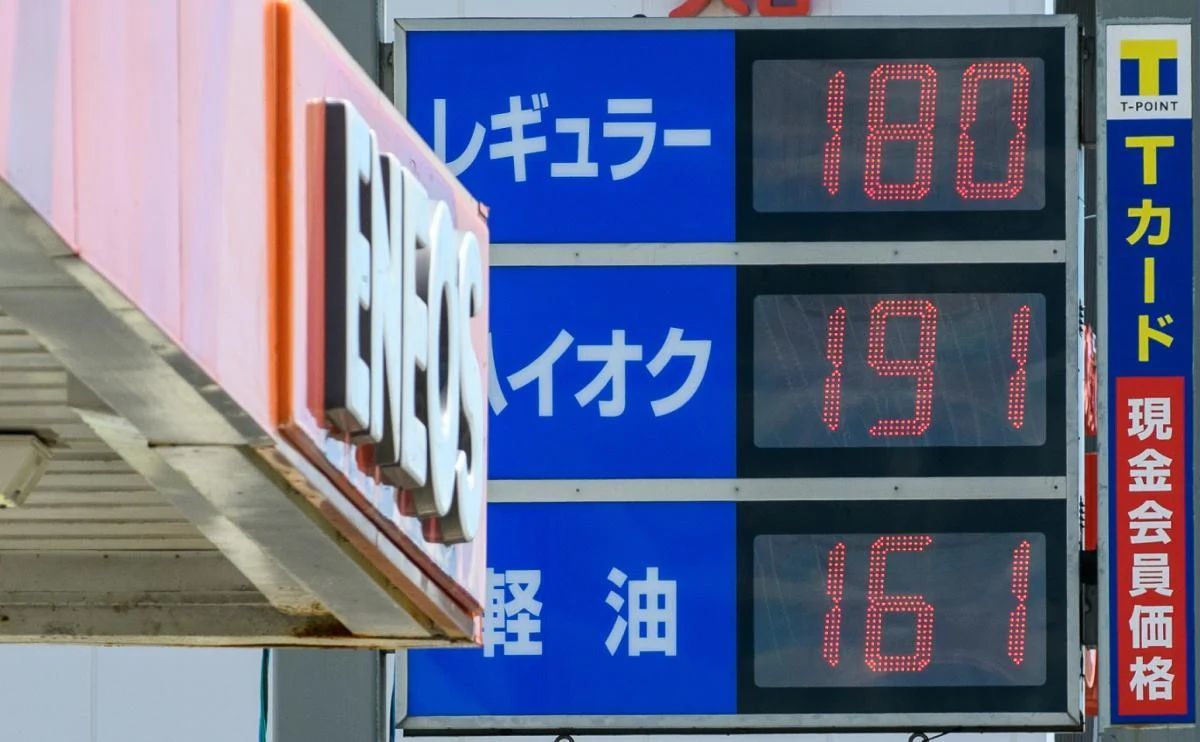 ENEOS
レギュラー 180
ハイオク 191
軽油 161
T-POINT
Tカード
現金会員価格